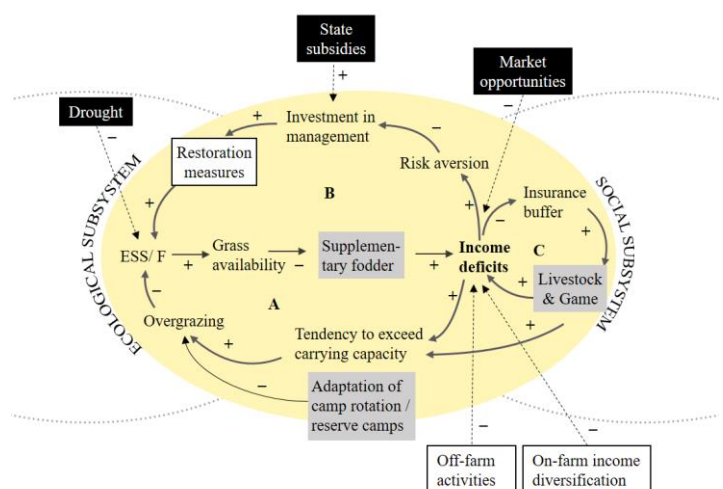 State
subsidies
Market
opportunities
Drought
+
−
−
Investment in
management
+
−
Restoration
measures
Risk aversion
ECOLOGICAL SUBSYSTEM
SOCIAL SUBSYSTEM
B
+
+
−
Insurance
buffer
+
ESS/ F
+
Grass
availability
−
Supplemen-
tary fodder
+
Income
deficits
C
+
Livestock
& Game
−
A
+
Overgrazing
Tendency to exceed
carrying capacity
+
+
−
Adaptation of
camp rotation /
reserve camps
−
−
Off-farm
activities
On-farm income
diversification